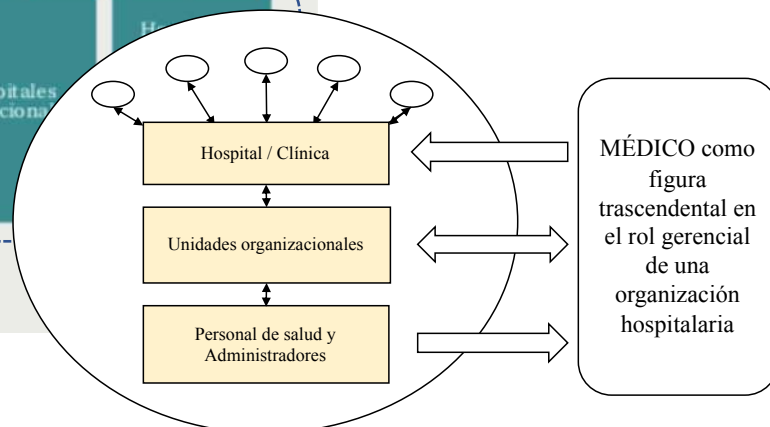 Hospital / Clínica
Unidades organizacionales
Personal de salud y
Administradores
MÉDICO como
figura
trascendental en
el rol gerencial
de una
organización
hospitalaria